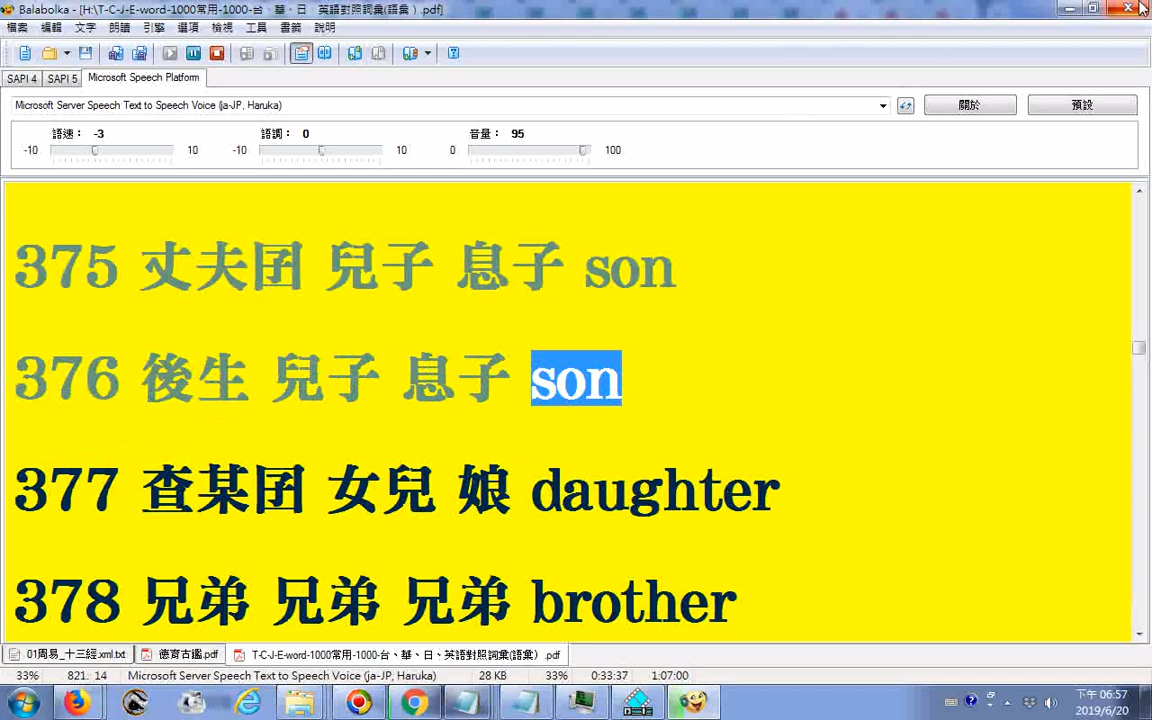 Balabolka - [H:\T-C-J-E-word-1000常用-1000-台、華、日、英語對照詞彙(語彙）.pdf]
檔案 編輯 文字 朗讀 引擎 選項 檢視 工具 書籤 說明
SAPI 4 SAPI 5 Microsoft Speech Platform
Microsoft Server Speech Text to Speech Voice (ja-JP, Haruka) 關於 預設
語速： -3 語調： 0 音量： 95
-10 10 -10 10 0 100
375 丈夫囝 兒子 息子 son
376 後生 兒子 息子 son
377 查某囝 女兒 娘 daughter
378 兄弟 兄弟 兄弟 brother
01周易_十三經.xml.txt 德育古鑑.pdf T-C-J-E-word-1000常用-1000-台、華、日、英語對照詞彙(語彙）.pdf
33% 821: 14 Microsoft Server Speech Text to Speech Voice (ja-JP, Haruka) 28 KB 33% 0:33:37 1:07:00
下午 06:57
2019/6/20